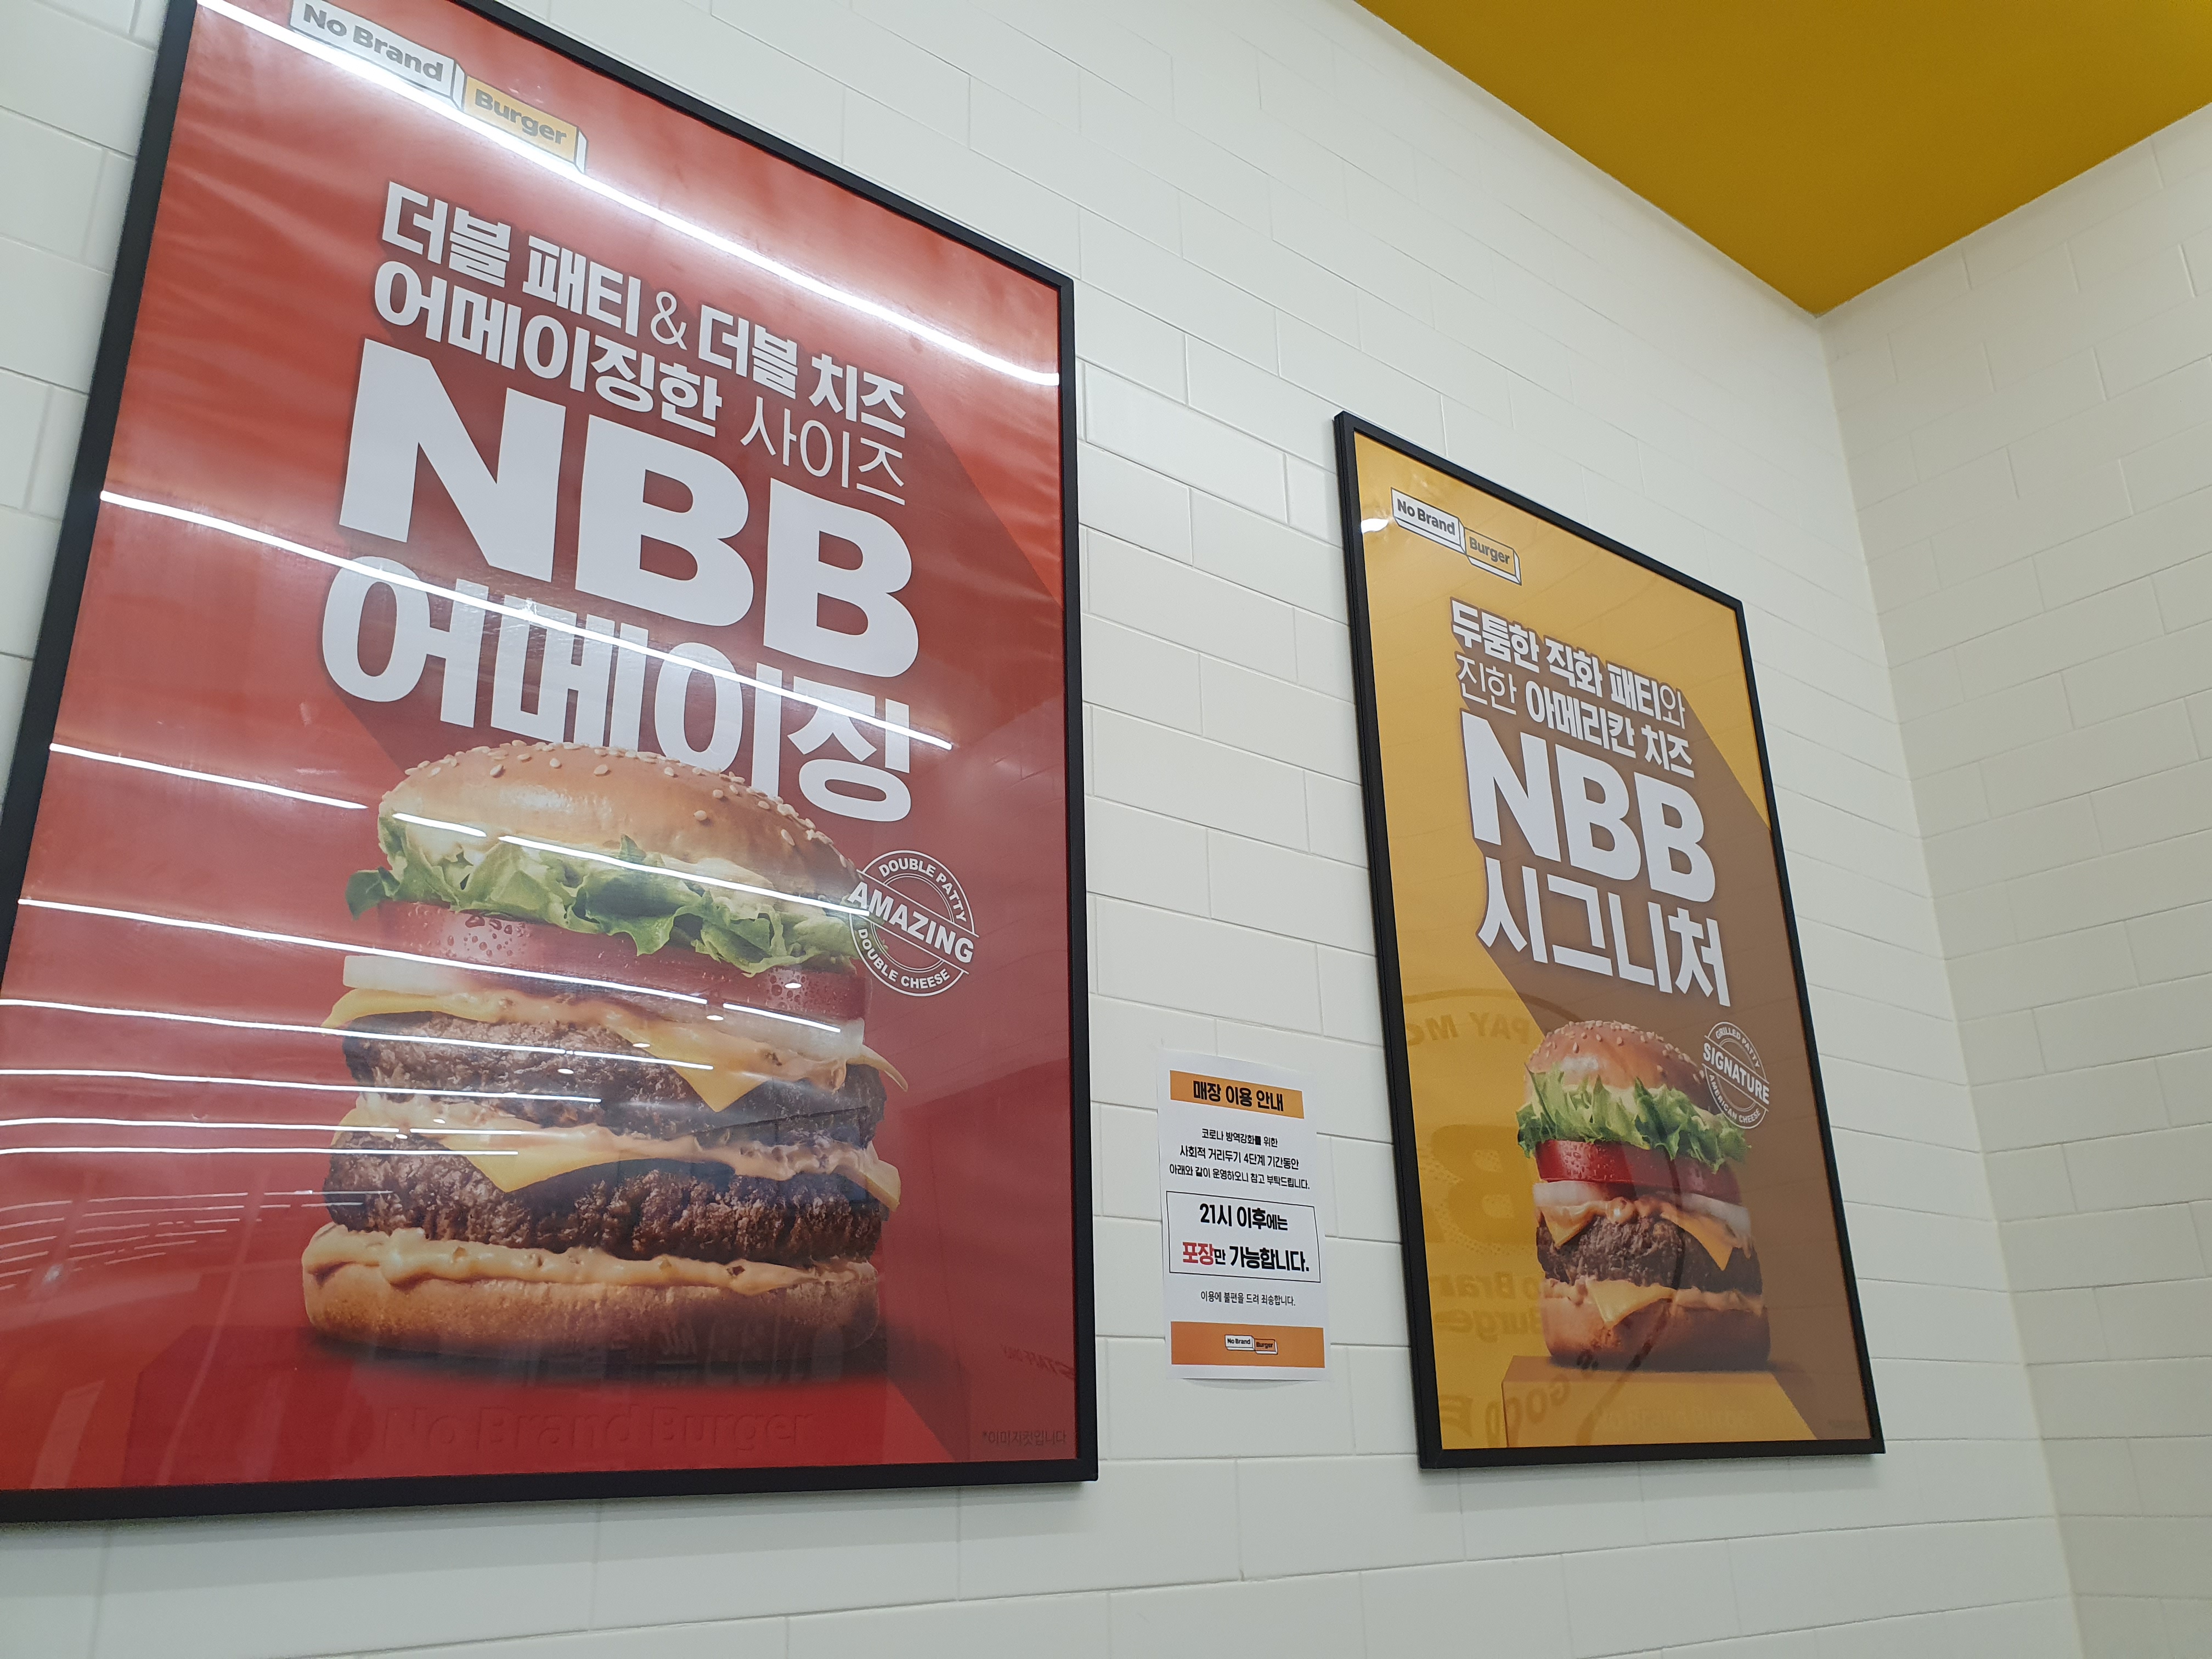 No Brand
Burger
더블 패티 & 더블 치즈
어메이징한 사이즈
NBB
어메이징
DOUBLE PATTY
AMAZING
DOUBLE CHEESE
No Brand Burger
*이미지컷입니다
매장 이용 안내
코로나 방역강화를 위한
사회적 거리두기 4단계 기간동안
아래와 같이 운영하오니 참고 부탁드립니다.
21시 이후에는
포장만 가능합니다.
이용에 불편을 드려 죄송합니다.
No Brand
Burger
No Brand
Burger
두툼한 직화 패티와
진한 아메리칸 치즈
NBB
시그니처
GRILLED PATTY
SIGNATURE
AMERICAN CHEESE